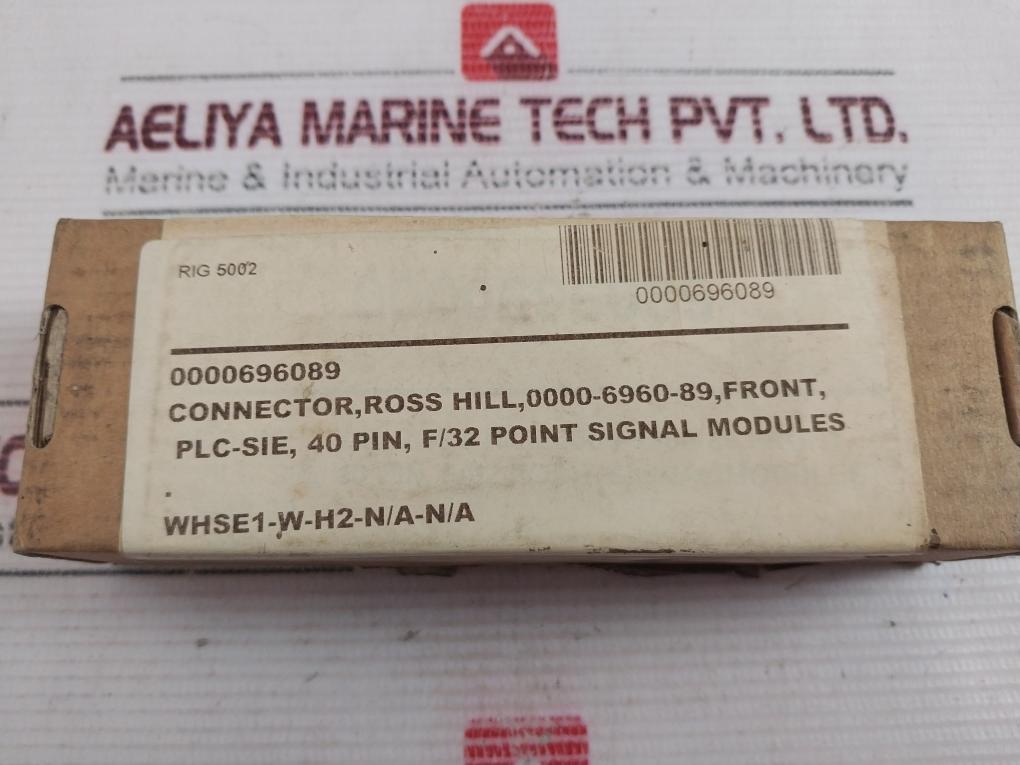 AELIYA MARINE TECH PVT. LTD.
Marine & Industrial Automation & Machinery
RIG 5002
0000696089
0000696089
CONNECTOR,ROSS HILL,0000-6960-89,FRONT,
PLC-SIE, 40 PIN, F/32 POINT SIGNAL MODULES
WHSE1-W-H2-N/A-N/A